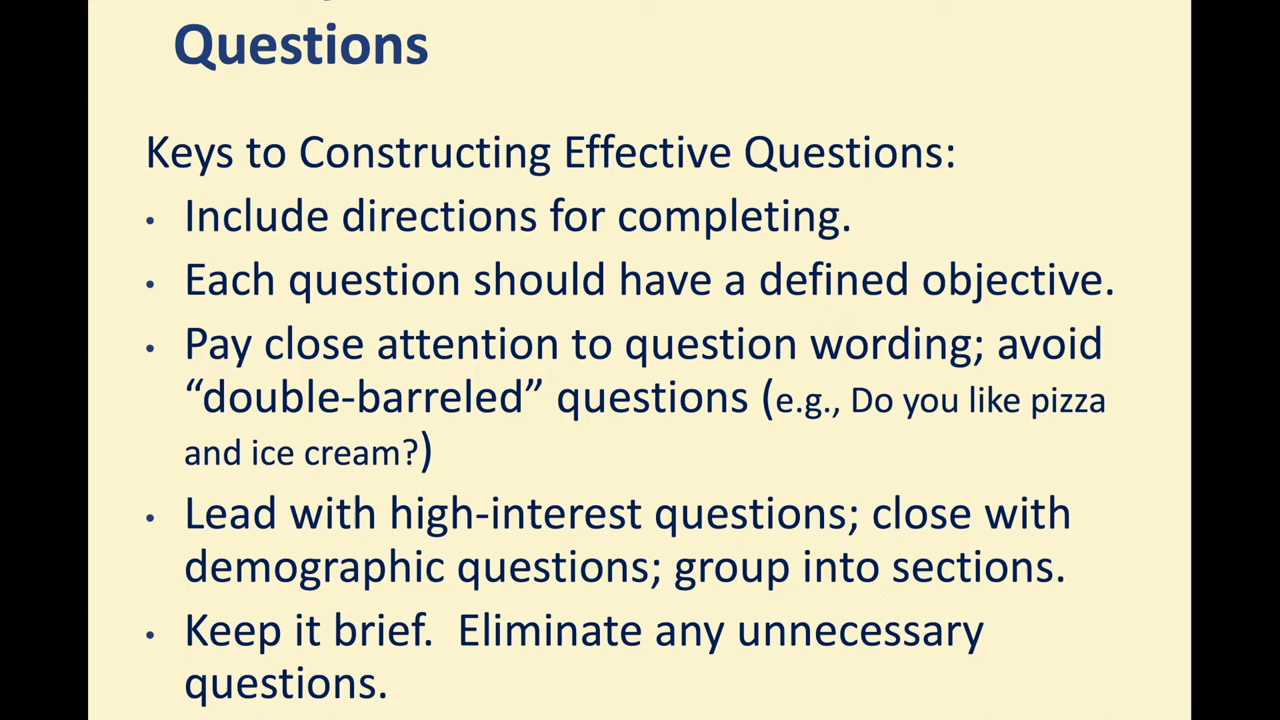 Questions
Keys to Constructing Effective Questions:
• Include directions for completing.
• Each question should have a defined objective.
• Pay close attention to question wording; avoid
“double-barreled” questions (e.g., Do you like pizza
and ice cream?)
• Lead with high-interest questions; close with
demographic questions; group into sections.
• Keep it brief.  Eliminate any unnecessary
questions.